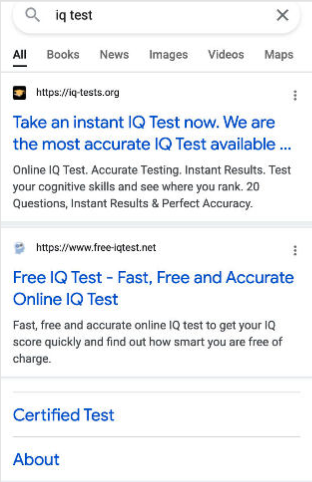 iq test
All Books News Images Videos Maps
https://iq-tests.org
Take an instant IQ Test now. We are
the most accurate IQ Test available ...
Online IQ Test. Accurate Testing. Instant Results. Test
your cognitive skills and see where you rank. 20
Questions, Instant Results & Perfect Accuracy.
https://www.free-iqtest.net
Free IQ Test - Fast, Free and Accurate
Online IQ Test
Fast, free and accurate online IQ test to get your IQ
score quickly and find out how smart you are free of
charge.
Certified Test
About